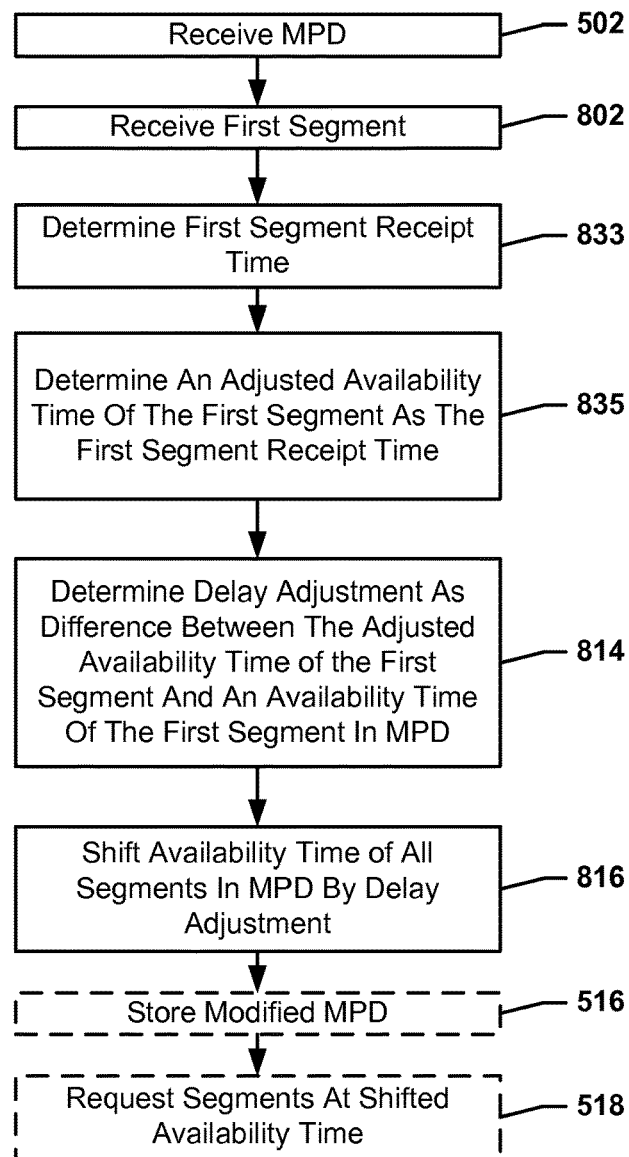 Receive MPD
502
Receive First Segment
802
Determine First Segment Receipt
Time
833
Determine An Adjusted Availability
Time Of The First Segment As The
First Segment Receipt Time
835
Determine Delay Adjustment As
Difference Between The Adjusted
Availability Time of the First
Segment And An Availability Time
Of The First Segment In MPD
814
Shift Availability Time of All
Segments In MPD By Delay
Adjustment
816
Store Modified MPD
516
Request Segments At Shifted
Availability Time
518